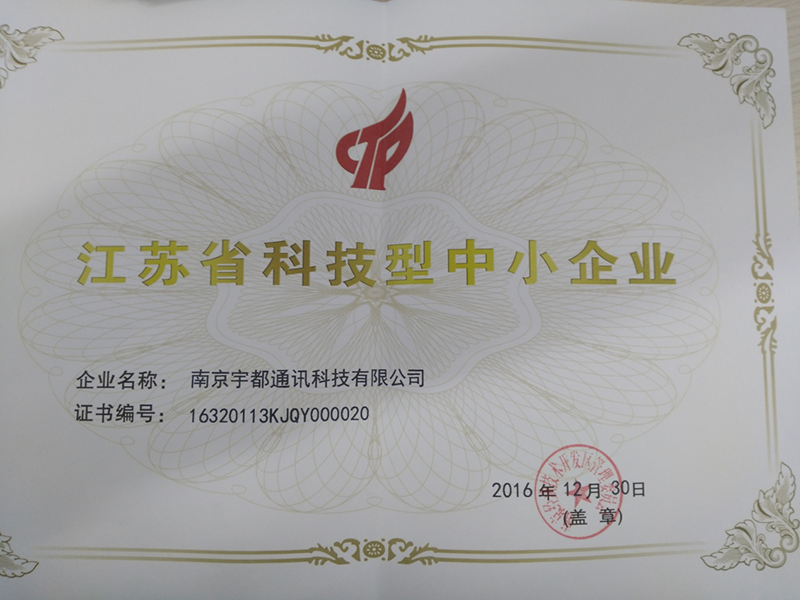 江苏省科技型中小企业
企业名称：南京宇都通讯科技有限公司
证书编号：16320113KJQY000020
2016年12月30日
(盖 章)